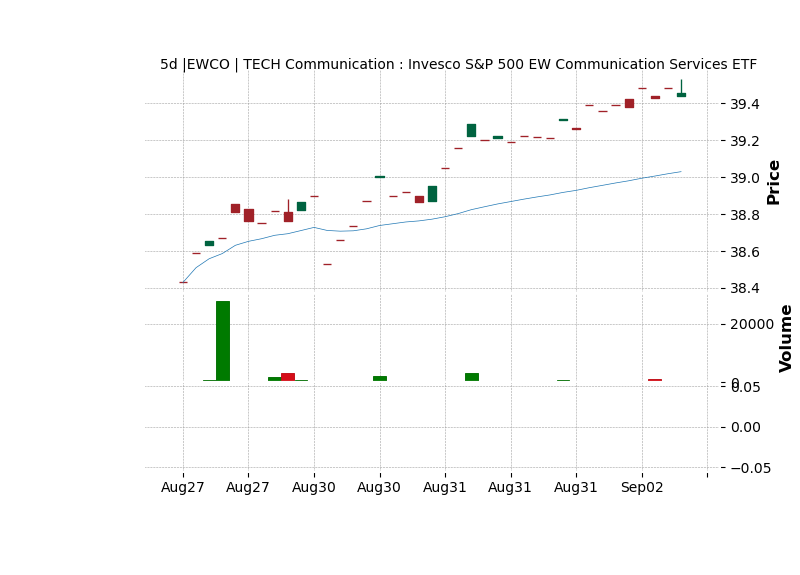 5d |EWCO | TECH Communication : Invesco S&P 500 EW Communication Services ETF
39.4
39.2
39.0
38.8
38.6
38.4
Price
20000
0
Volume
0.05
0.00
−0.05
Aug27 Aug27 Aug30 Aug30 Aug31 Aug31 Aug31 Sep02